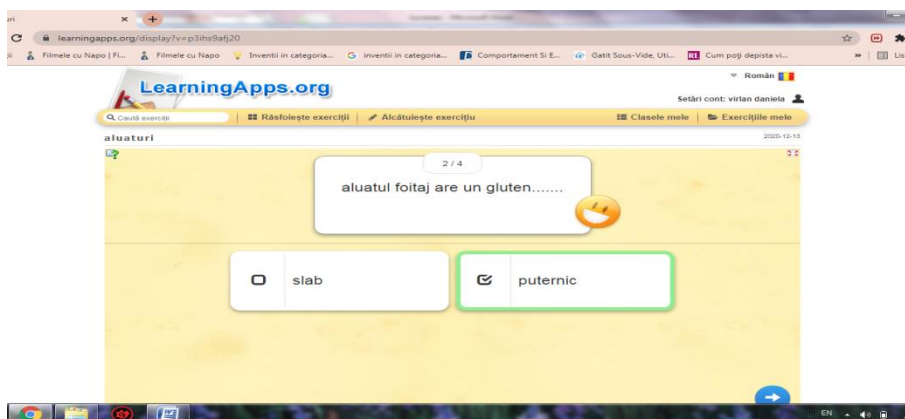 uri
learningapps.org/display?v=p3ihs9afj20
Filmele cu Napo | Fi... Filmele cu Napo Inventii in categoria... inventii in categoria... Comportament Si E... Gatit Sous-Vide, Uti... Cum poți depista vi... » Lis
Român
LearningApps.org
Setări cont: virlan daniela
Caută exerciții Răsfoiește exerciții Alcătuiește exercițiu Clasele mele Exercițiile mele
aluaturi 2020-12-13
2 / 4
aluatul foitaj are un gluten.......
slab puternic
EN